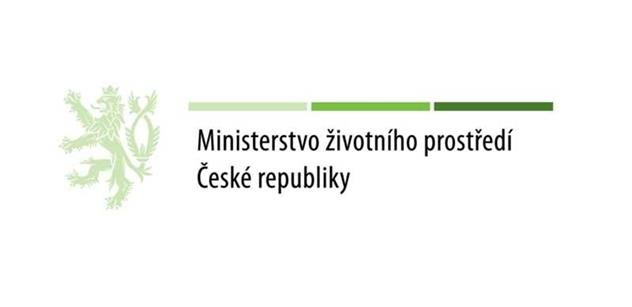 Ministerstvo životního prostředí
České republiky